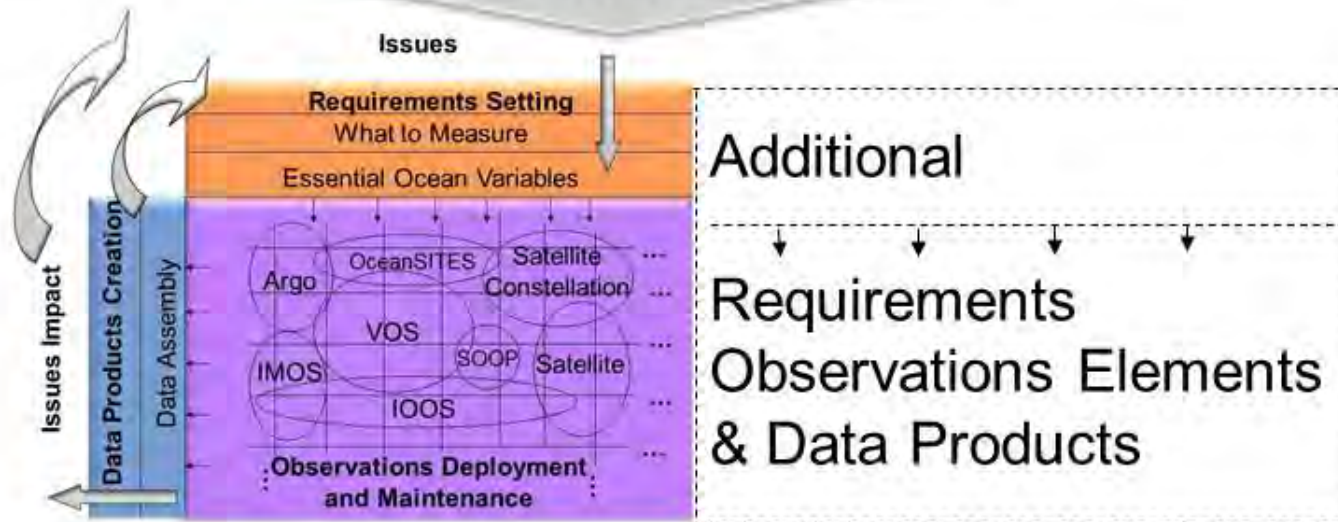 Issues
Requirements Setting
What to Measure
Essential Ocean Variables
Issues Impact
Data Products Creation
Data Assembly
Argo
OceanSITES
Satellite
Constellation
...
...
VOS
SOOP
...
IMOS
Satellite
...
IOOS
...
...
Observations Deployment
and Maintenance
Additional
Requirements
Observations Elements
& Data Products